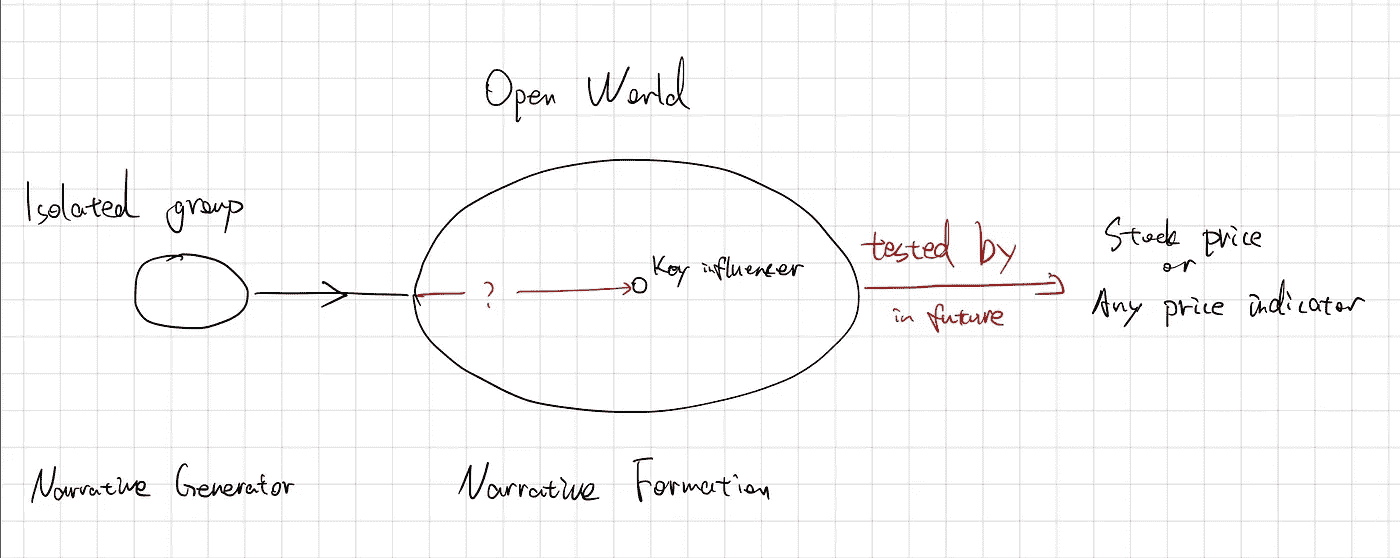 Open World
Isolated group
Key influencer
?
tested by
in future
Stock price
or
Any price indicator
Narrative Generator
Narrative Formation